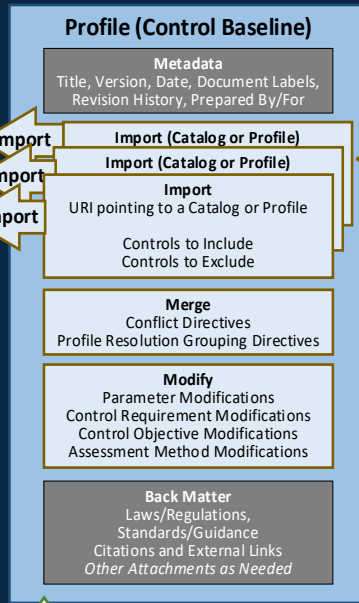 Profile (Control Baseline)
Metadata
Title, Version, Date, Document Labels,
Revision History, Prepared By/For
mport
Import (Catalog or Profile)
mport
Import (Catalog or Profile)
port
Import
URI pointing to a Catalog or Profile
Controls to Include
Controls to Exclude
Merge
Conflict Directives
Profile Resolution Grouping Directives
Modify
Parameter Modifications
Control Requirement Modifications
Control Objective Modifications
Assessment Method Modifications
Back Matter
Laws/Regulations,
Standards/Guidance
Citations and External Links
Other Attachments as Needed